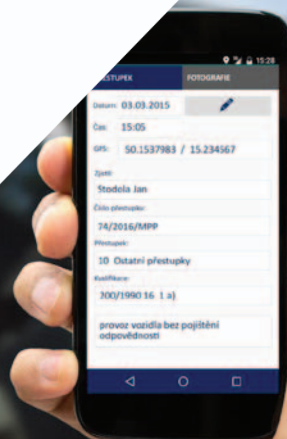 15:28
PŘESTUPEK FOTOGRAFIE
Datum: 03.03.2015
Čas: 15:05
GPS: 50.1537983 / 15.234567
Zjistil:
Stodola Jan
Číslo přestupku:
74/2016/MPP
Přestupek:
10 Ostatní přestupky
Kvalifikace:
200/1990 16 1 a)
provoz vozidla bez pojištění
odpovědnosti